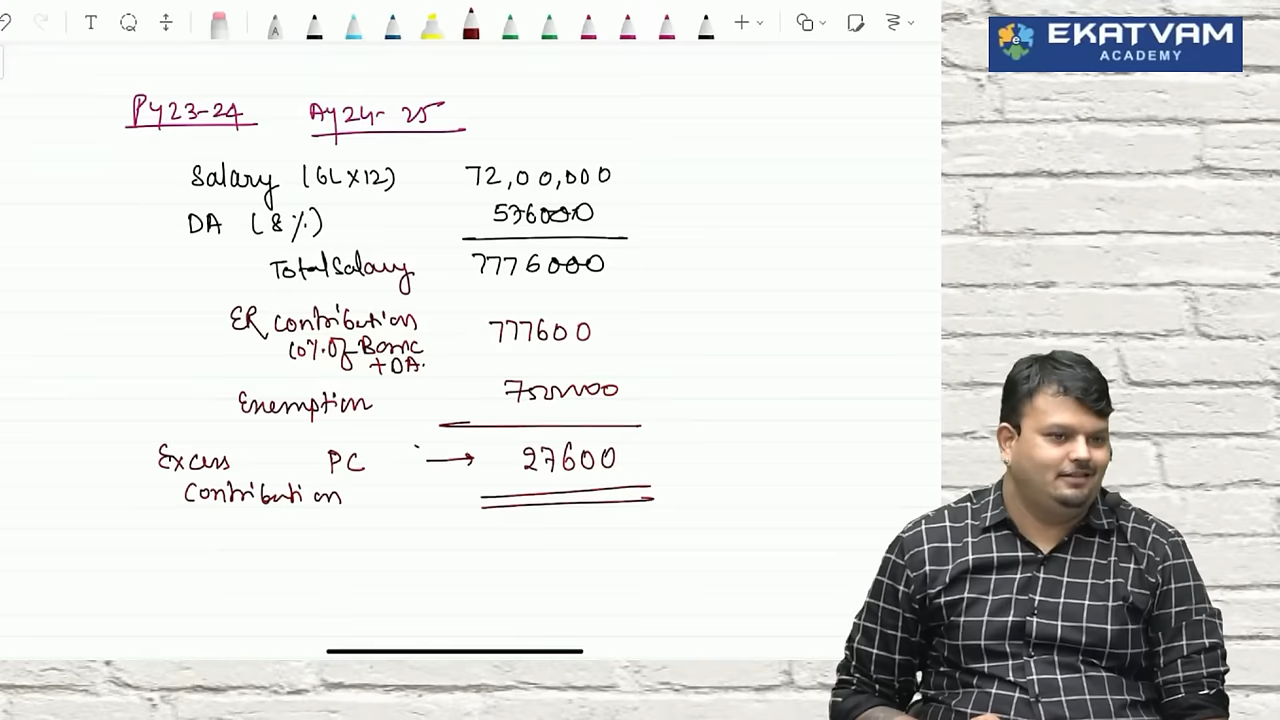 T
A
EKATVAM
ACADEMY
PY23-24 AY24-25
Salary (6L×12) 72,00,000
DA (8%) 576000
Total Salary 7776000
ER contribution 777600
10% of Basic
+DA.
Exemption 750000
Excess PC → 27600
Contribution